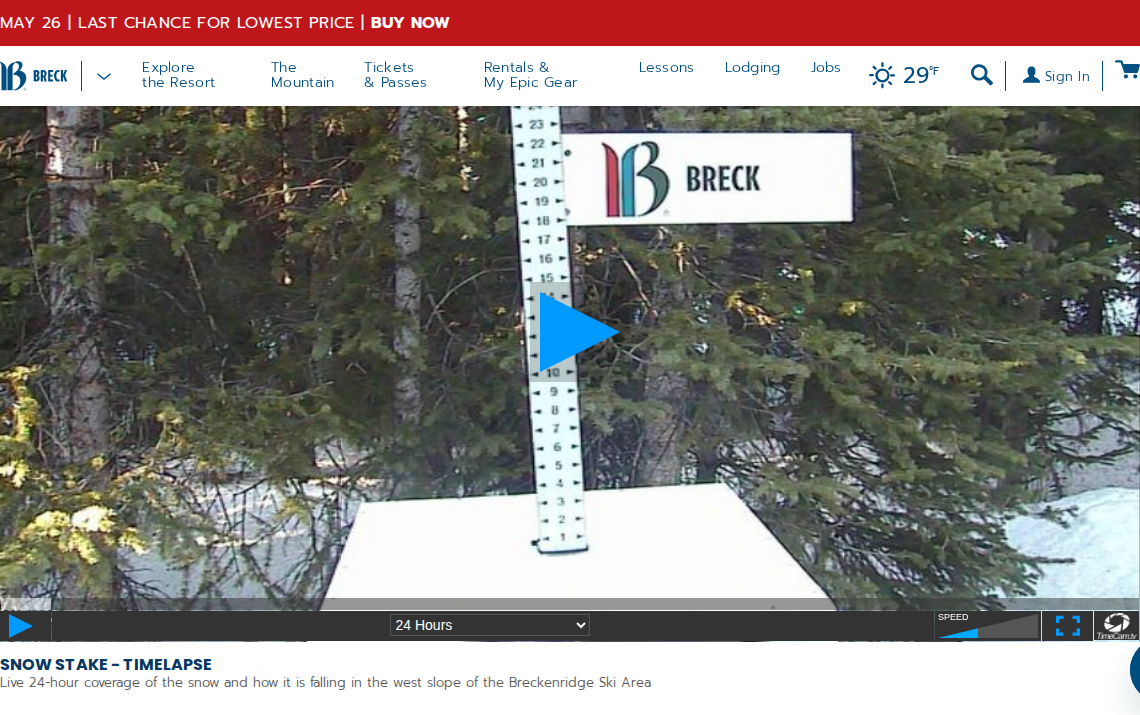 MAY 26 | LAST CHANCE FOR LOWEST PRICE | BUY NOW
BRECK
Explore
the Resort
The
Mountain
Tickets
& Passes
Rentals &
My Epic Gear
Lessons
Lodging
Jobs
29°F
Sign In
23
22
21
20
19
18
17
16
15
10
9
8
7
6
5
4
3
2
1
BRECK
24 Hours
SPEED
TimeCam.tv
SNOW STAKE - TIMELAPSE
Live 24-hour coverage of the snow and how it is falling in the west slope of the Breckenridge Ski Area